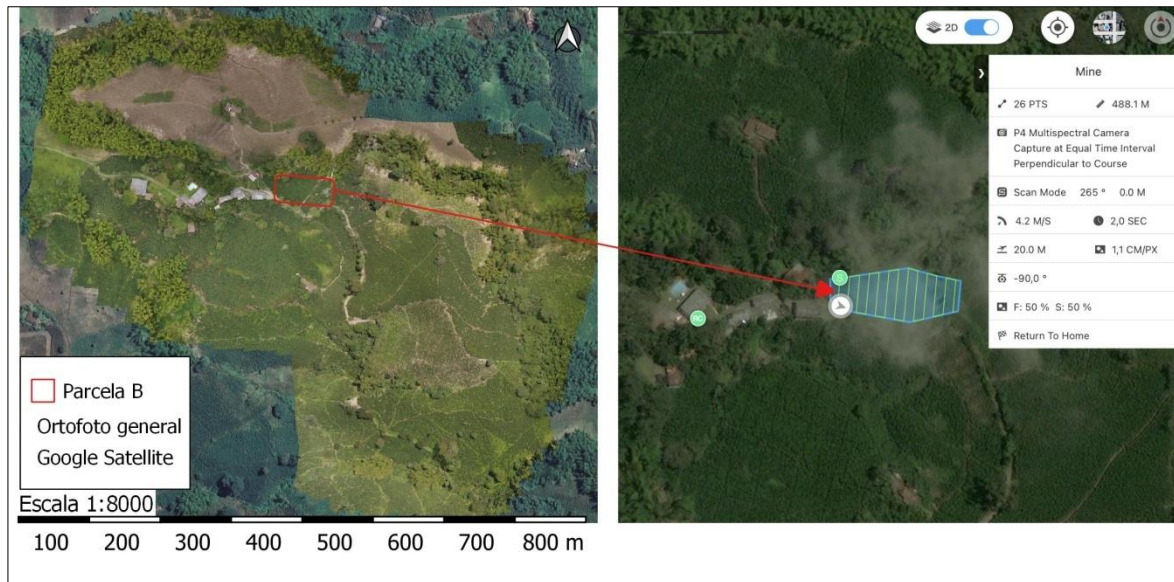 Parcela B
Ortofoto general
Google Satellite
Escala 1:8000
100 200 300 400 500 600 700 800 m
2D
S
RC
Mine
26 PTS 488.1 M
P4 Multispectral Camera
Capture at Equal Time Interval
Perpendicular to Course
Scan Mode 265 ° 0.0 M
4.2 M/S 2,0 SEC
20.0 M 1,1 CM/PX
-90,0 °
F: 50 % S: 50 %
Return To Home